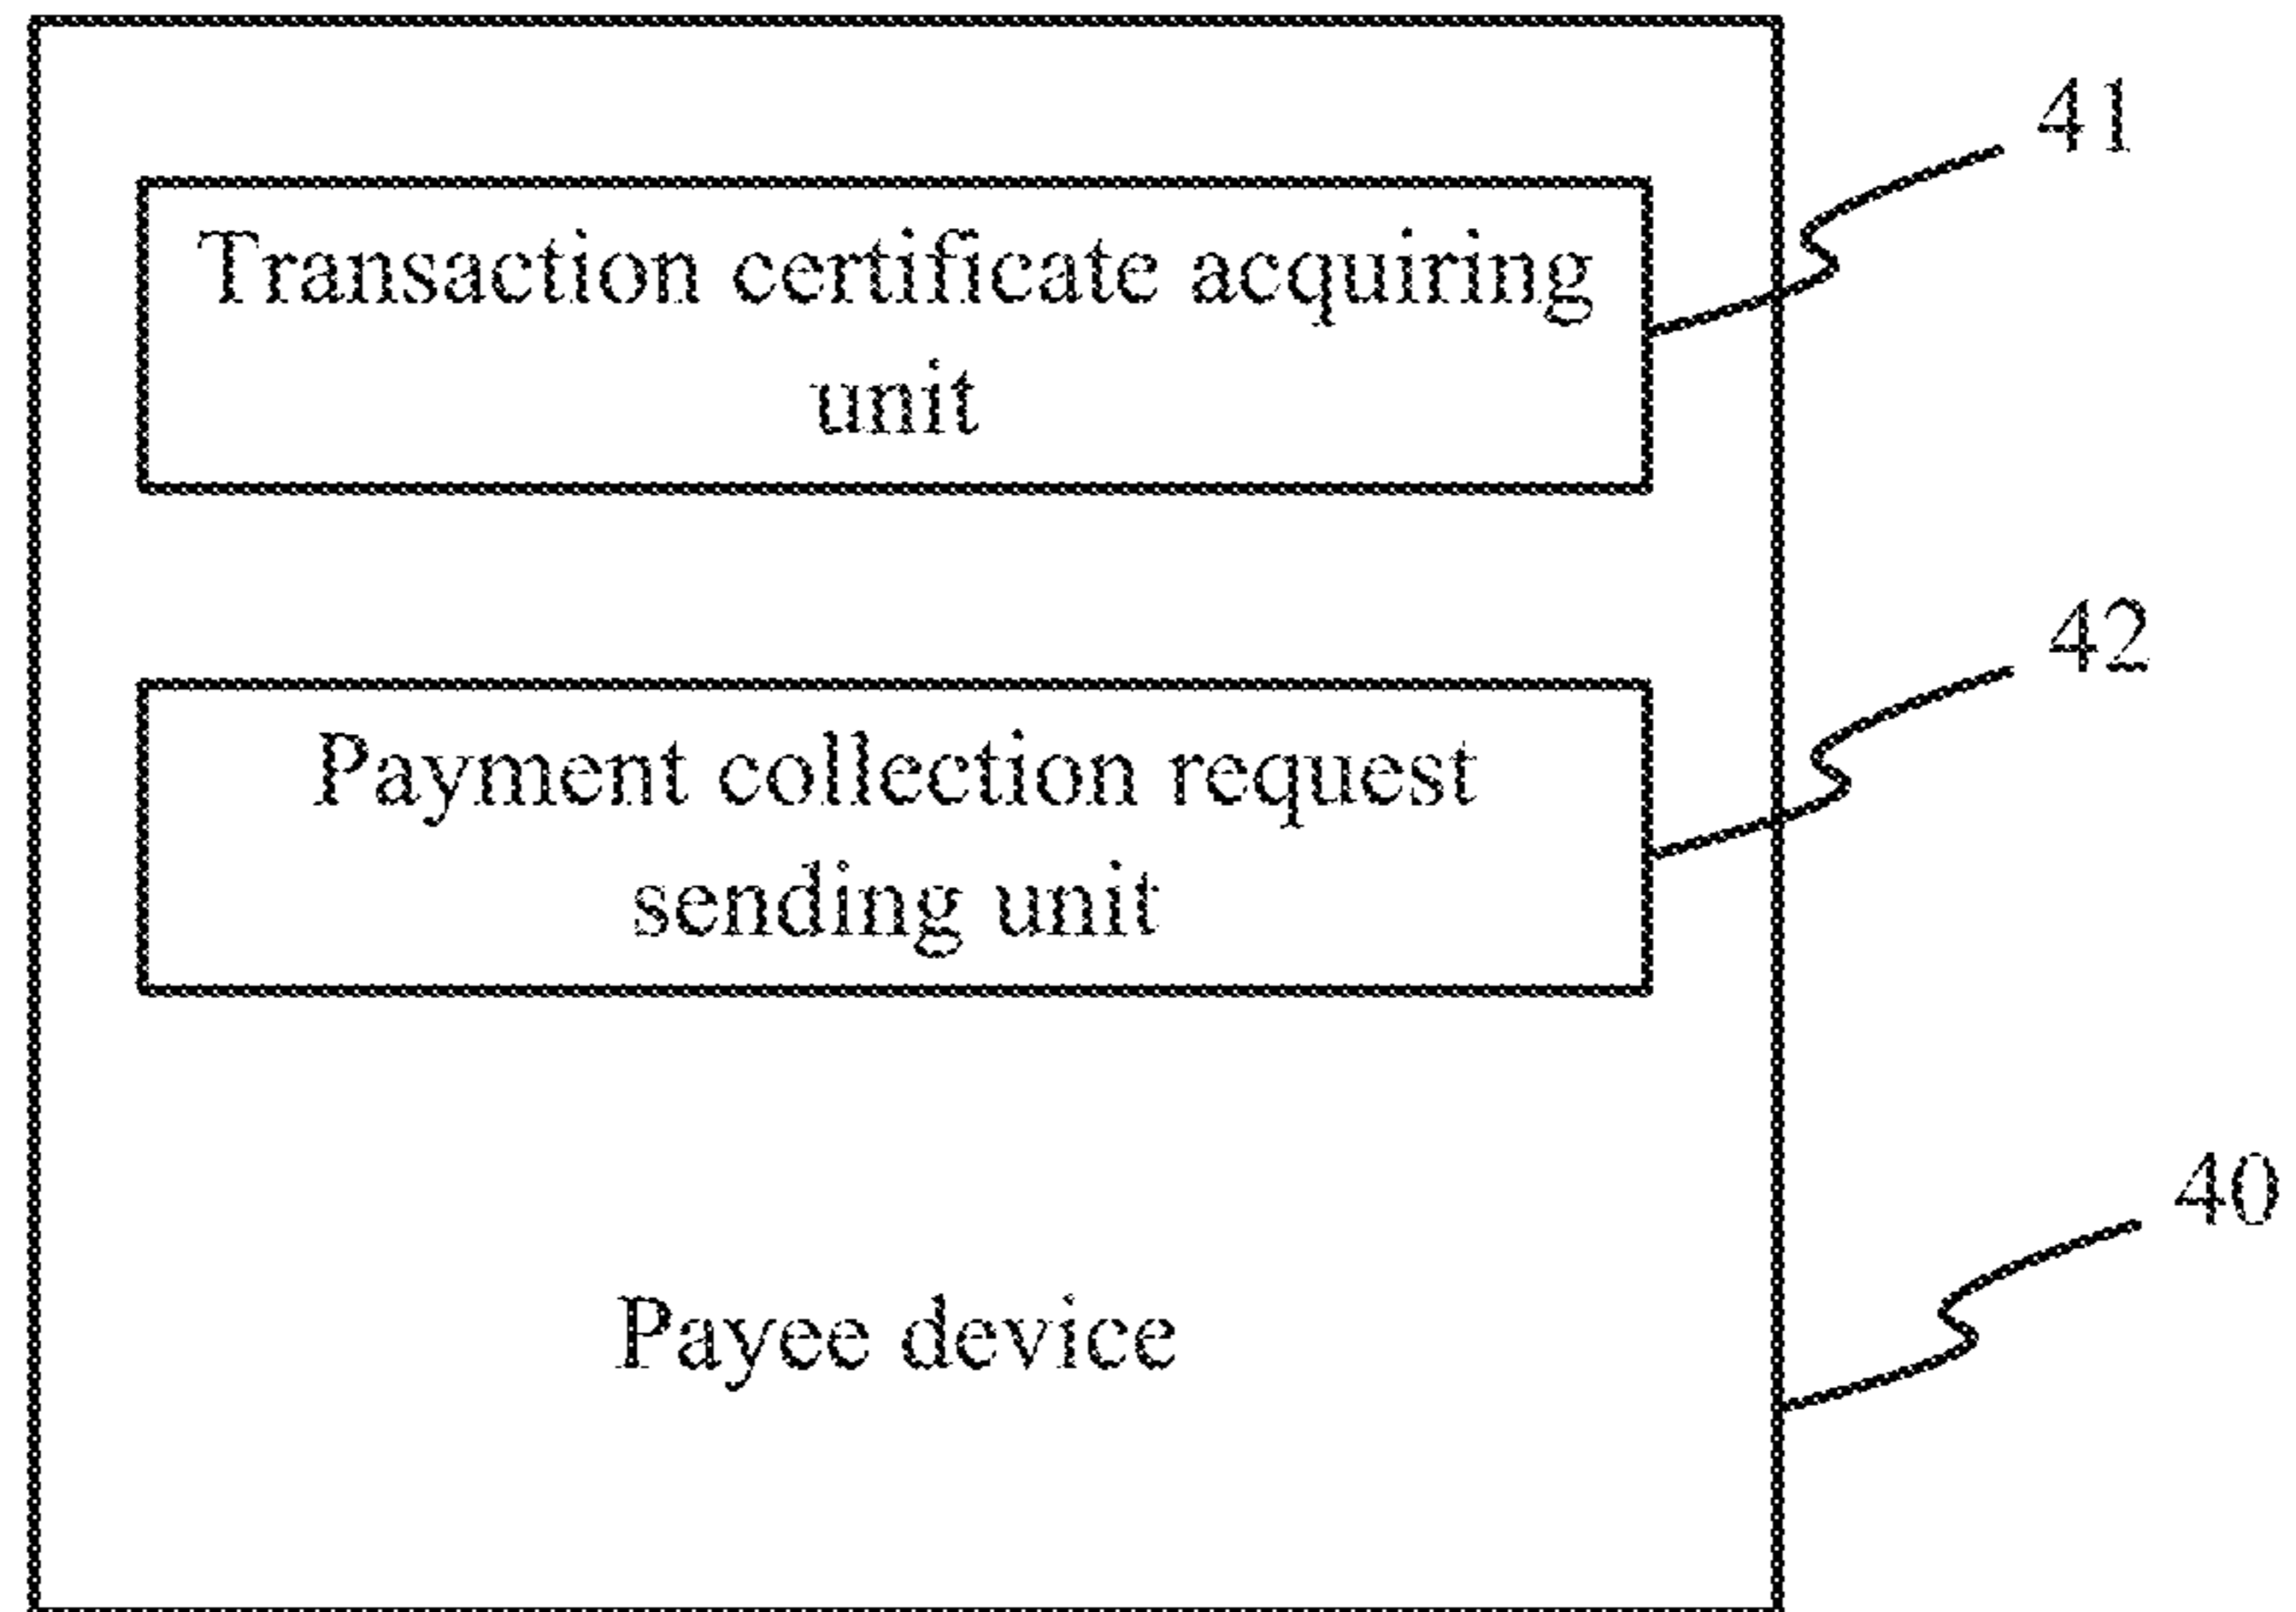 41
Transaction certificate acquiring
unit
42
Payment collection request
sending unit
40
Payee device